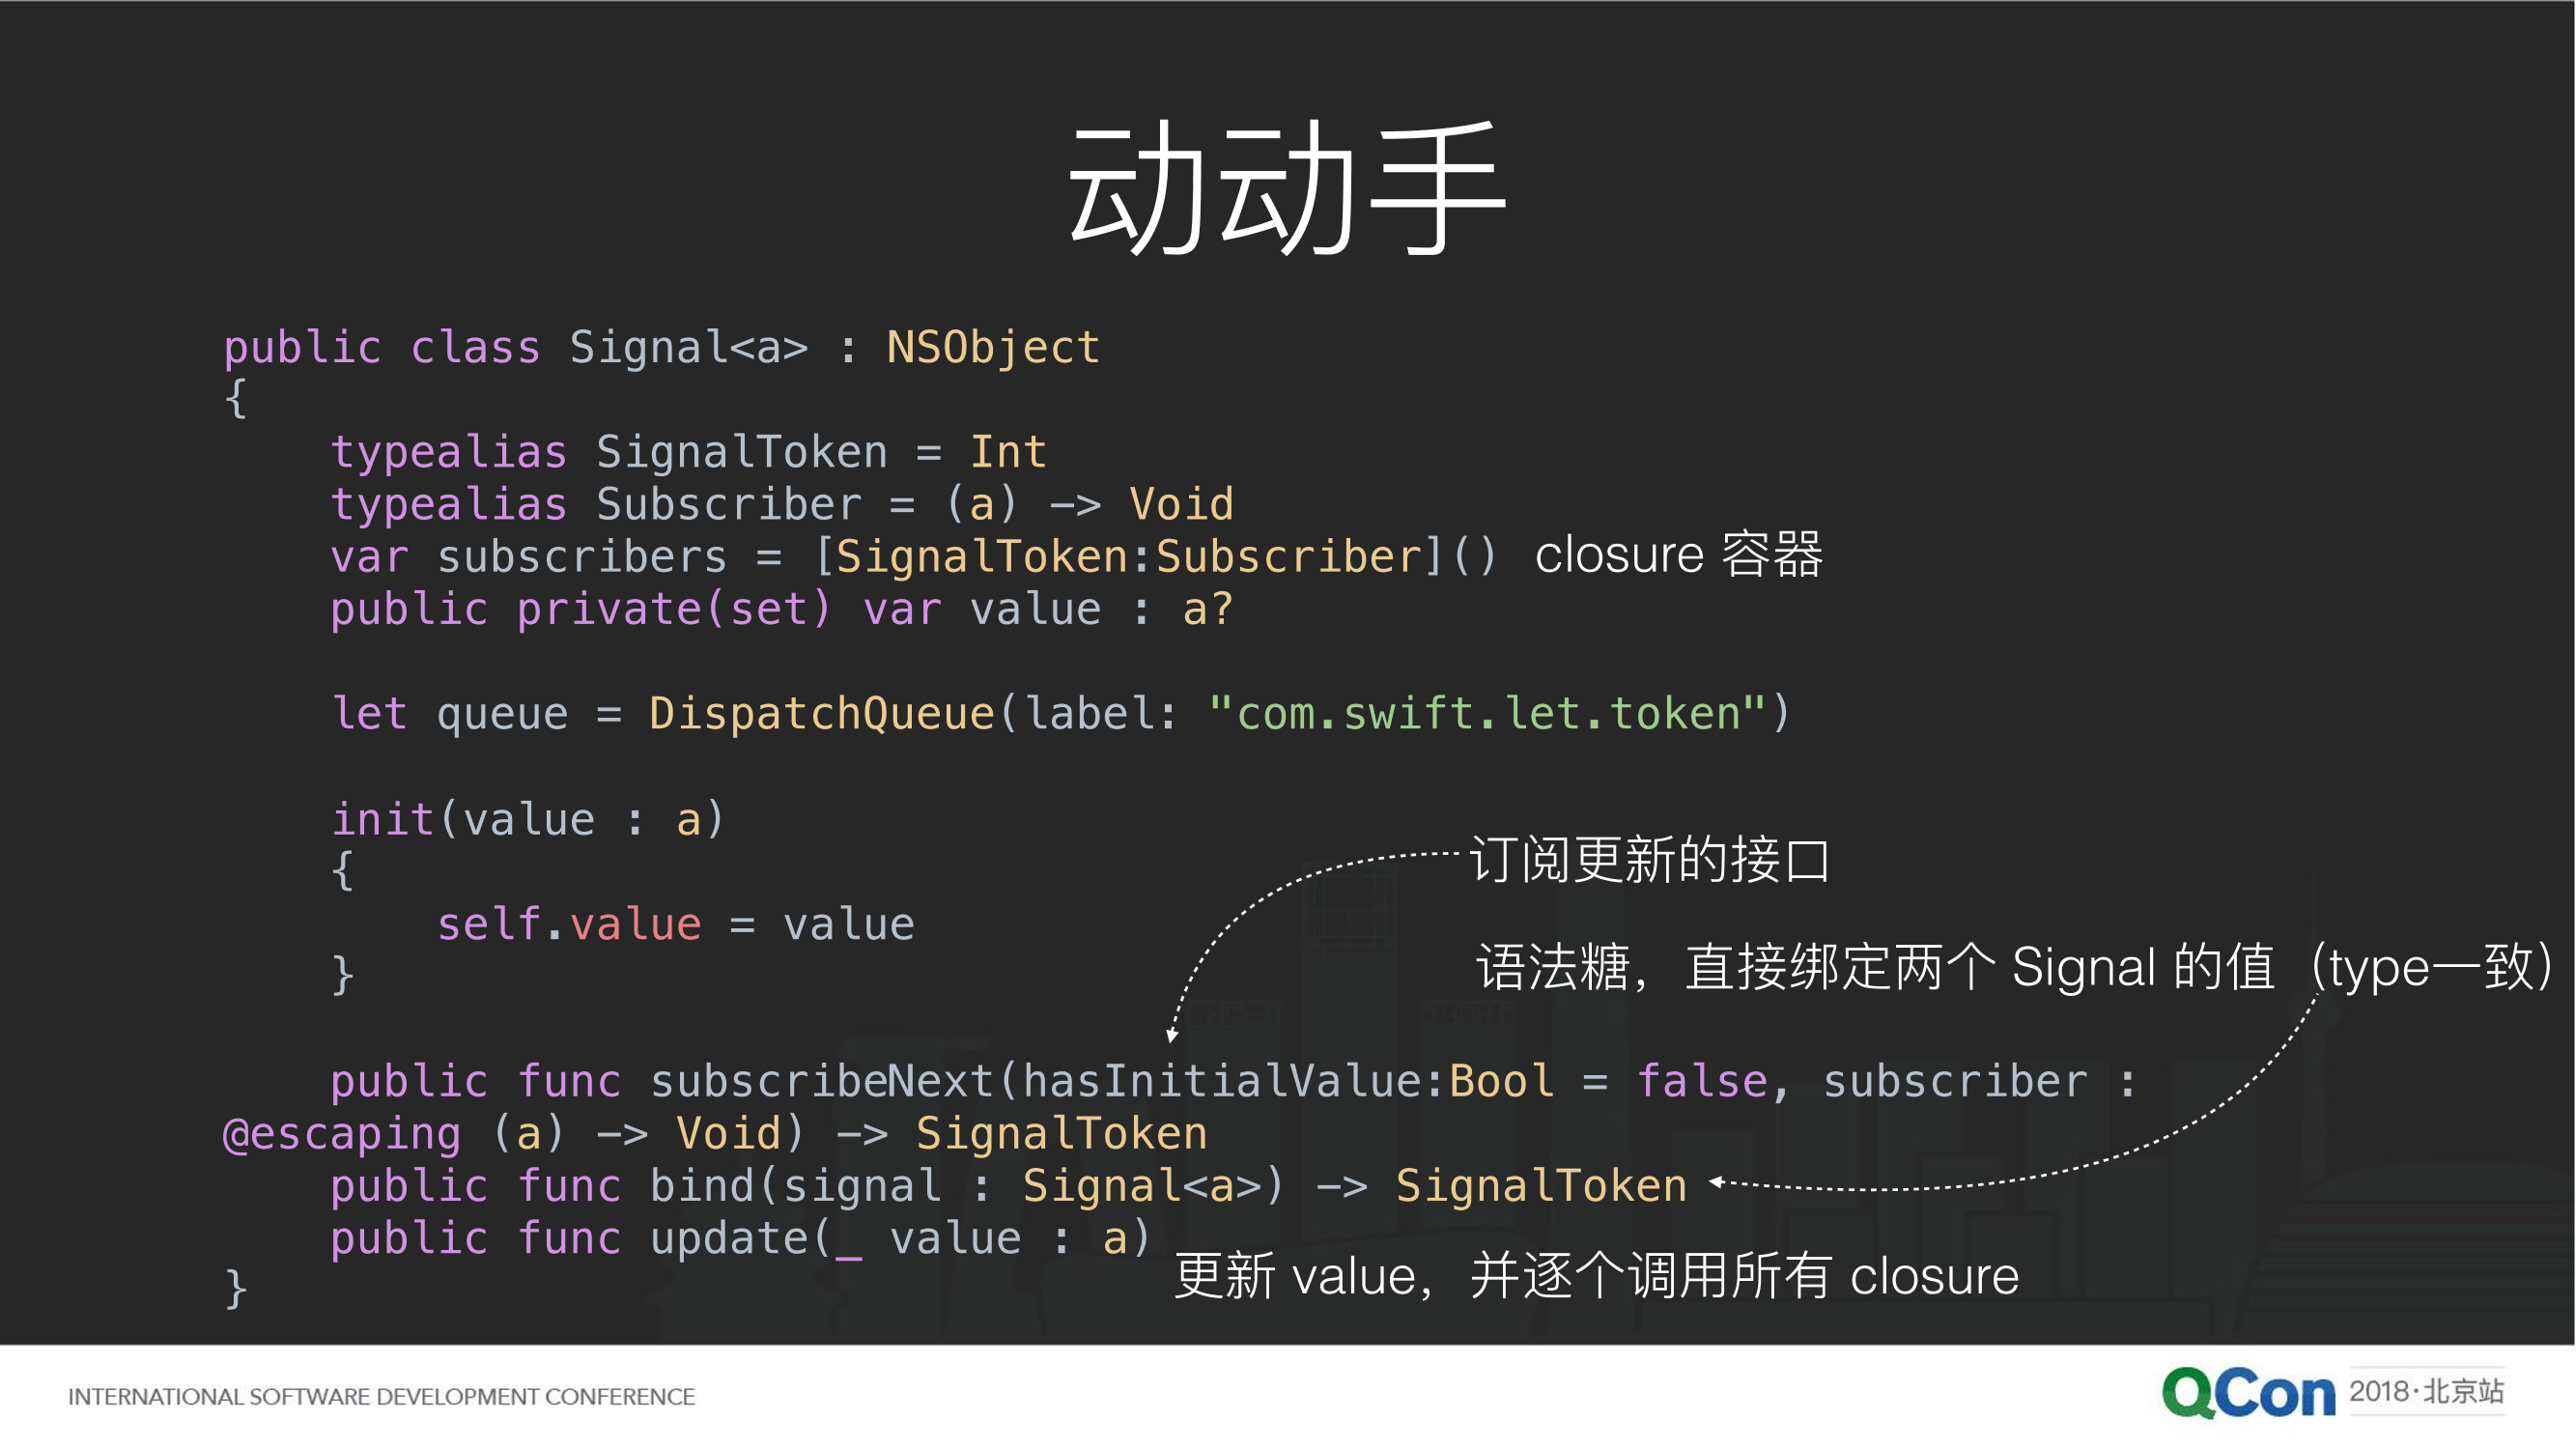 动动手
public class Signal<a> : NSObject
{
    typealias SignalToken = Int
    typealias Subscriber = (a) -> Void
    var subscribers = [SignalToken:Subscriber]() closure 容器
    public private(set) var value : a?
    let queue = DispatchQueue(label: "com.swift.let.token")
    init(value : a)
    {
        self.value = value
    }
订阅更新的接口
语法糖，直接绑定两个 Signal 的值（type一致）
    public func subscribeNext(hasInitialValue:Bool = false, subscriber :
@escaping (a) -> Void) -> SignalToken
    public func bind(signal : Signal<a>) -> SignalToken
    public func update(_ value : a)
更新 value，并逐个调用所有 closure
}
INTERNATIONAL SOFTWARE DEVELOPMENT CONFERENCE
QCon 2018·北京站